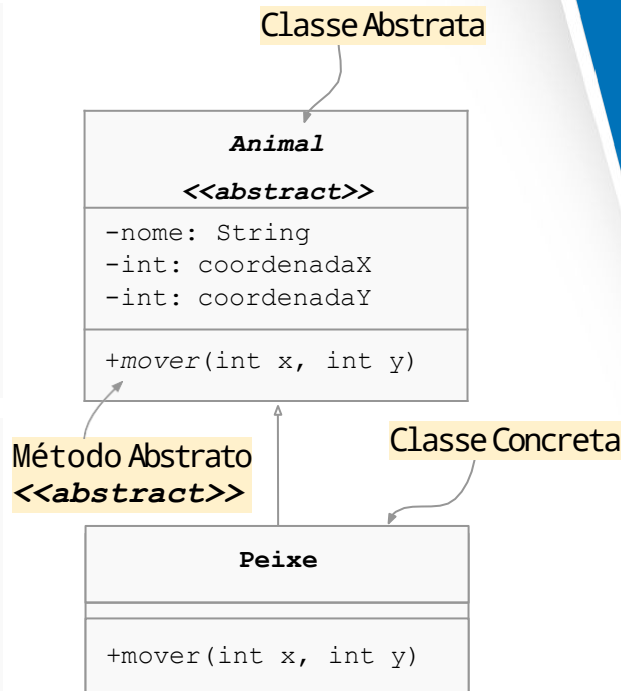 Classe Abstrata
Animal
<<abstract>>
-nome: String
-int: coordenadaX
-int: coordenadaY
+mover(int x, int y)
Classe Concreta
Método Abstrato
<<abstract>>
Peixe
+mover(int x, int y)